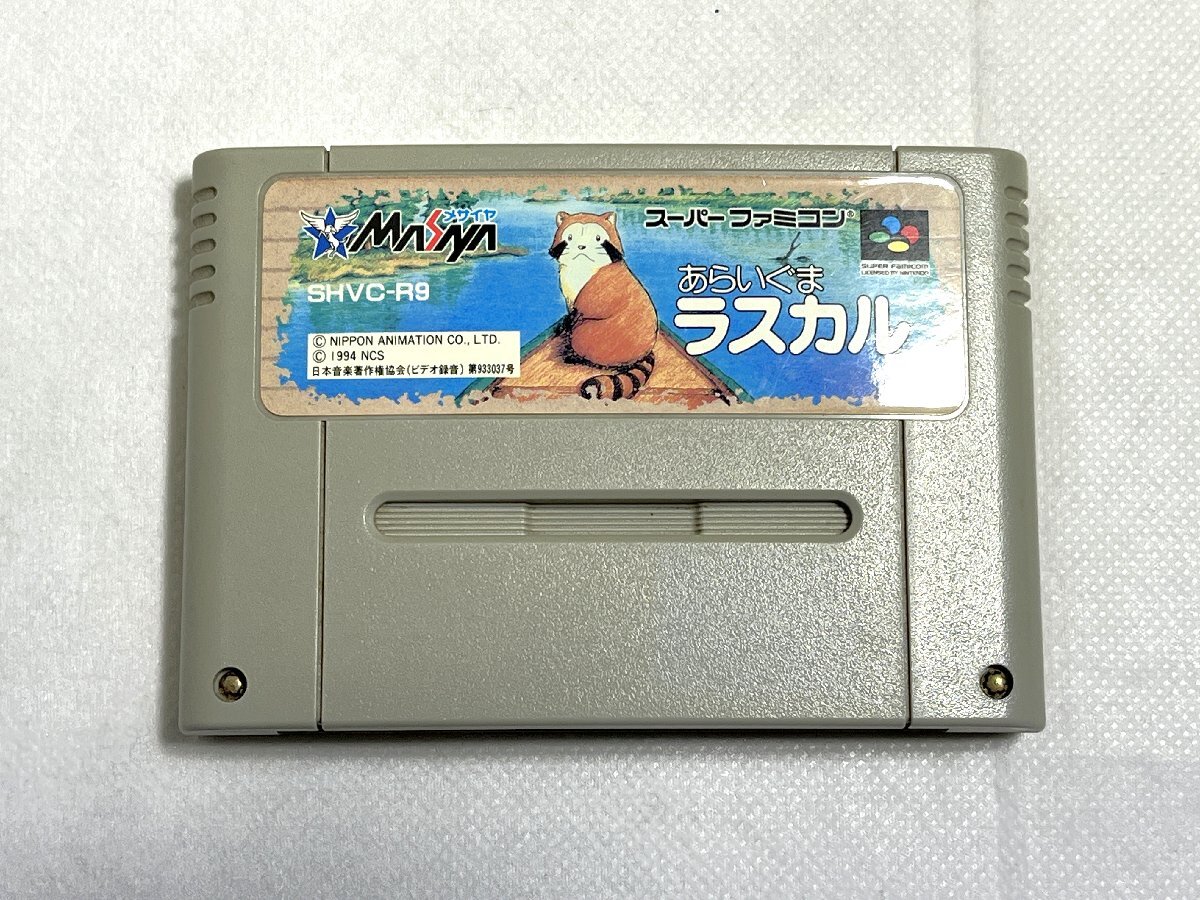 メサイヤ
MASAYA
SHVC-R9
© NIPPON ANIMATION CO., LTD.
© 1994 NCS
日本音楽著作権協会(ビデオ録音) 第933037号
スーパーファミコン®
SUPER FAMICOM
LICENSED BY NINTENDO
あらいぐま
ラスカル